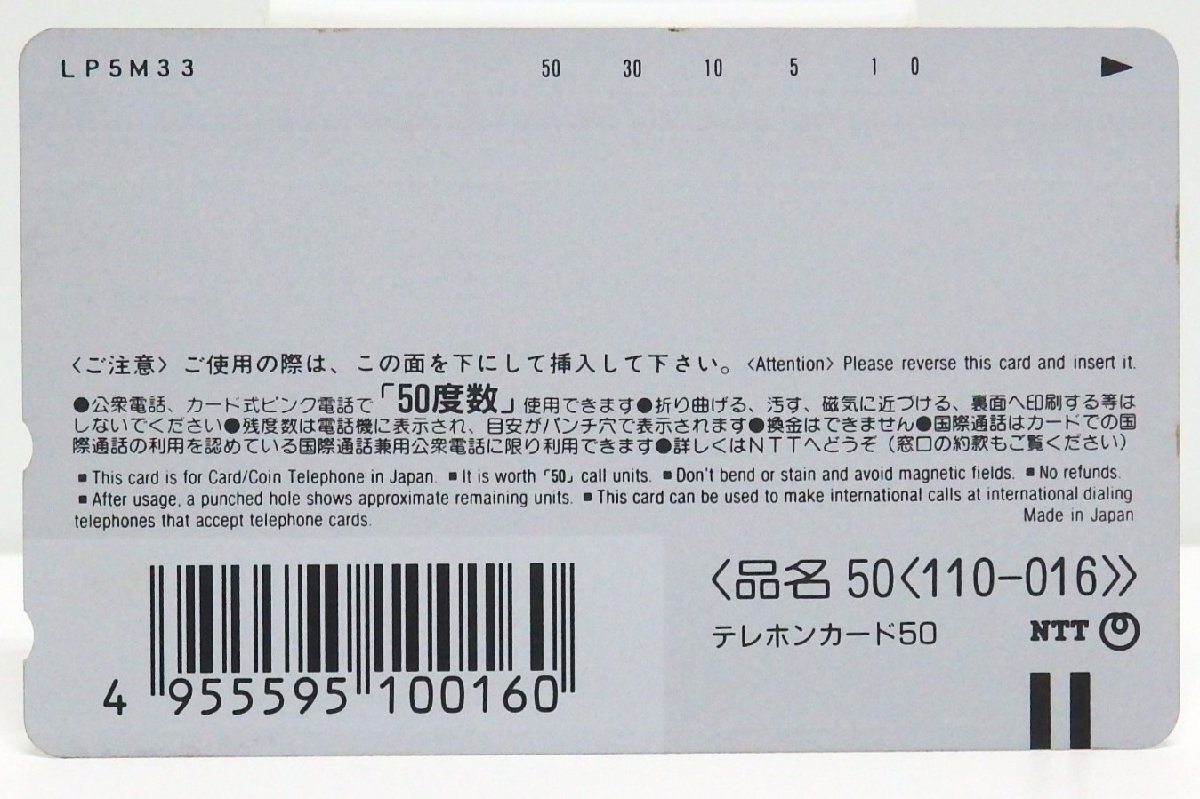 LP5M33 50 30 10 5 1 0
〈ご注意〉ご使用の際は、この面を下にして挿入して下さい。〈Attention〉Please reverse this card and insert it.
●公衆電話、カード式ピンク電話で「50度数」使用できます●折り曲げる、汚す、磁気に近づける、裏面へ印刷する等は
しないでください●残度数は電話機に表示され、目安がパンチ穴で表示されます●換金はできません●国際通話はカードでの国
際通話の利用を認めている国際通話兼用公衆電話に限り利用できます●詳しくはNTTへどうぞ（窓口の約款もご覧ください）
■This card is for Card/Coin Telephone in Japan. ■It is worth「50」call units. ■Don't bend or stain and avoid magnetic fields. ■No refunds.
■After usage, a punched hole shows approximate remaining units. ■This card can be used to make international calls at international dialing
telephones that accept telephone cards.
Made in Japan
〈品名 50〈110-016〉〉
テレホンカード50
NTT
4 955595 100160